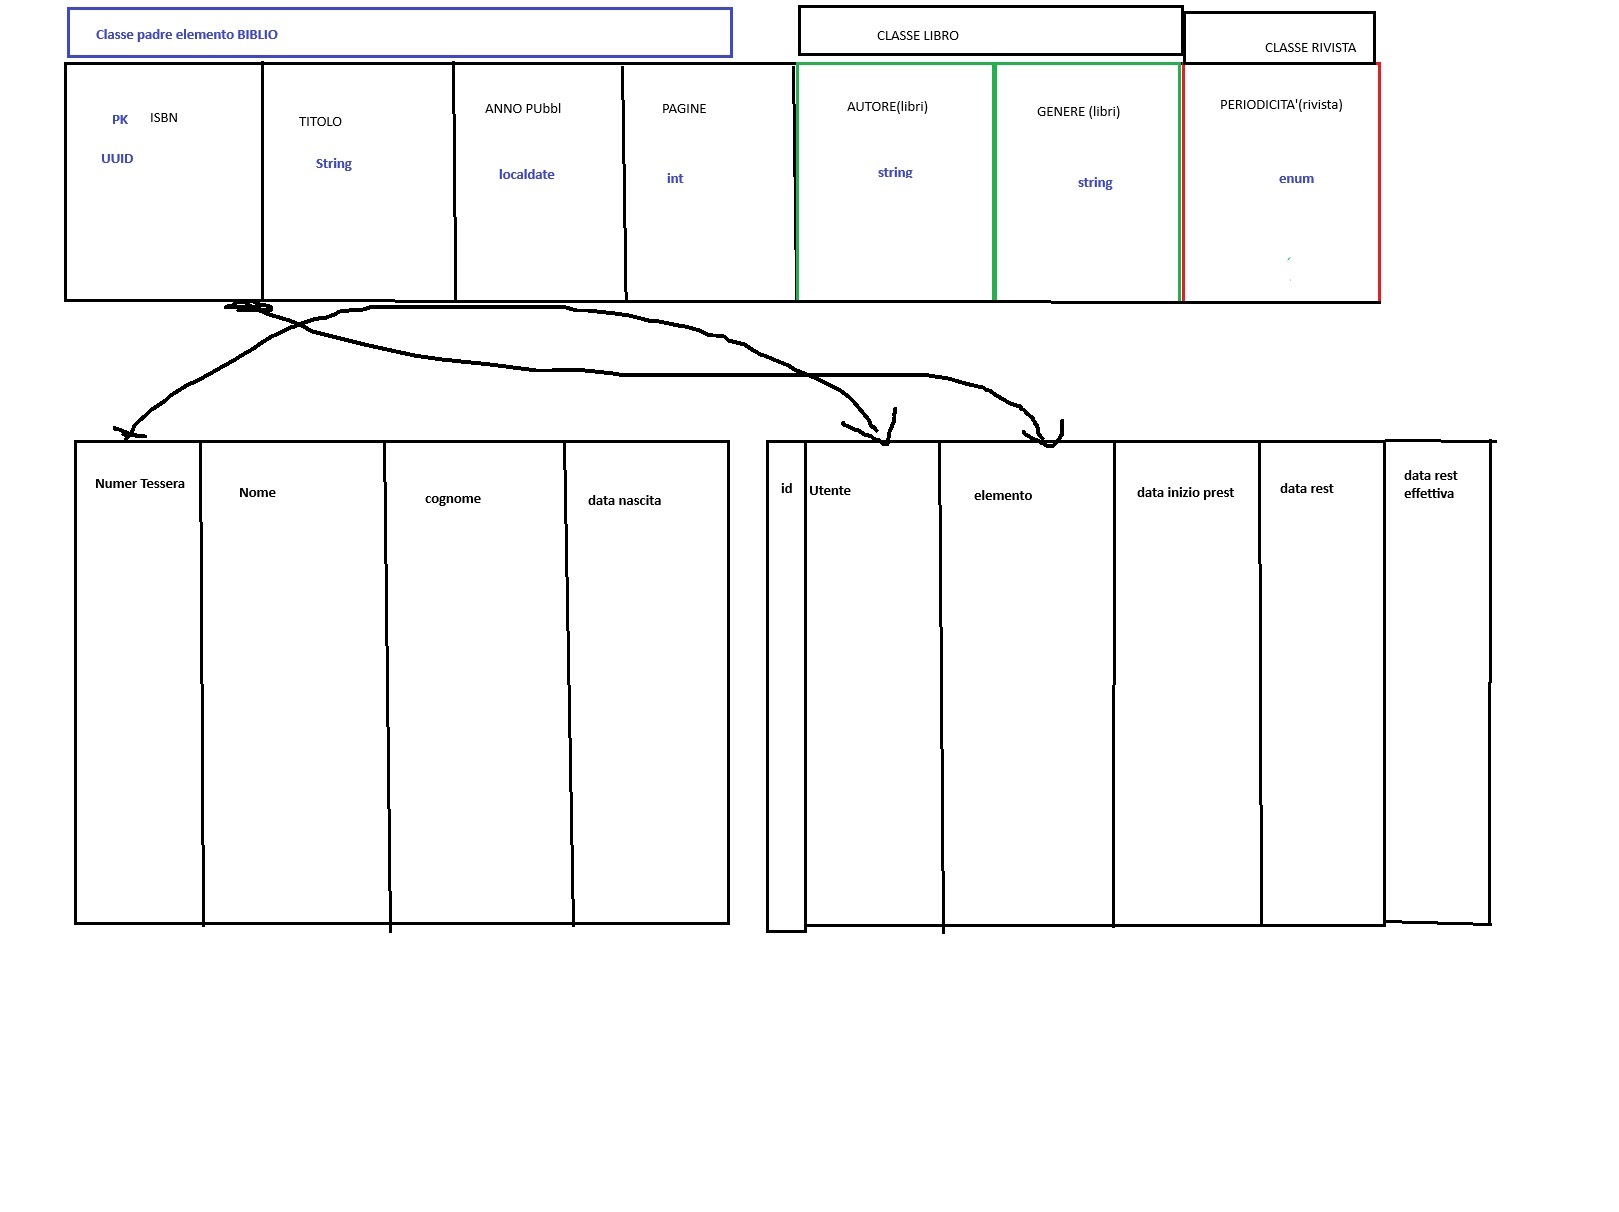 Classe padre elemento BIBLIO
CLASSE LIBRO
CLASSE RIVISTA
PK ISBN
UUID
TITOLO
String
ANNO PUbbl
localdate
PAGINE
int
AUTORE(libri)
string
GENERE (libri)
string
PERIODICITA'(rivista)
enum
Numer Tessera
Nome
cognome
data nascita
id
Utente
elemento
data inizio prest
data rest
data rest
effettiva